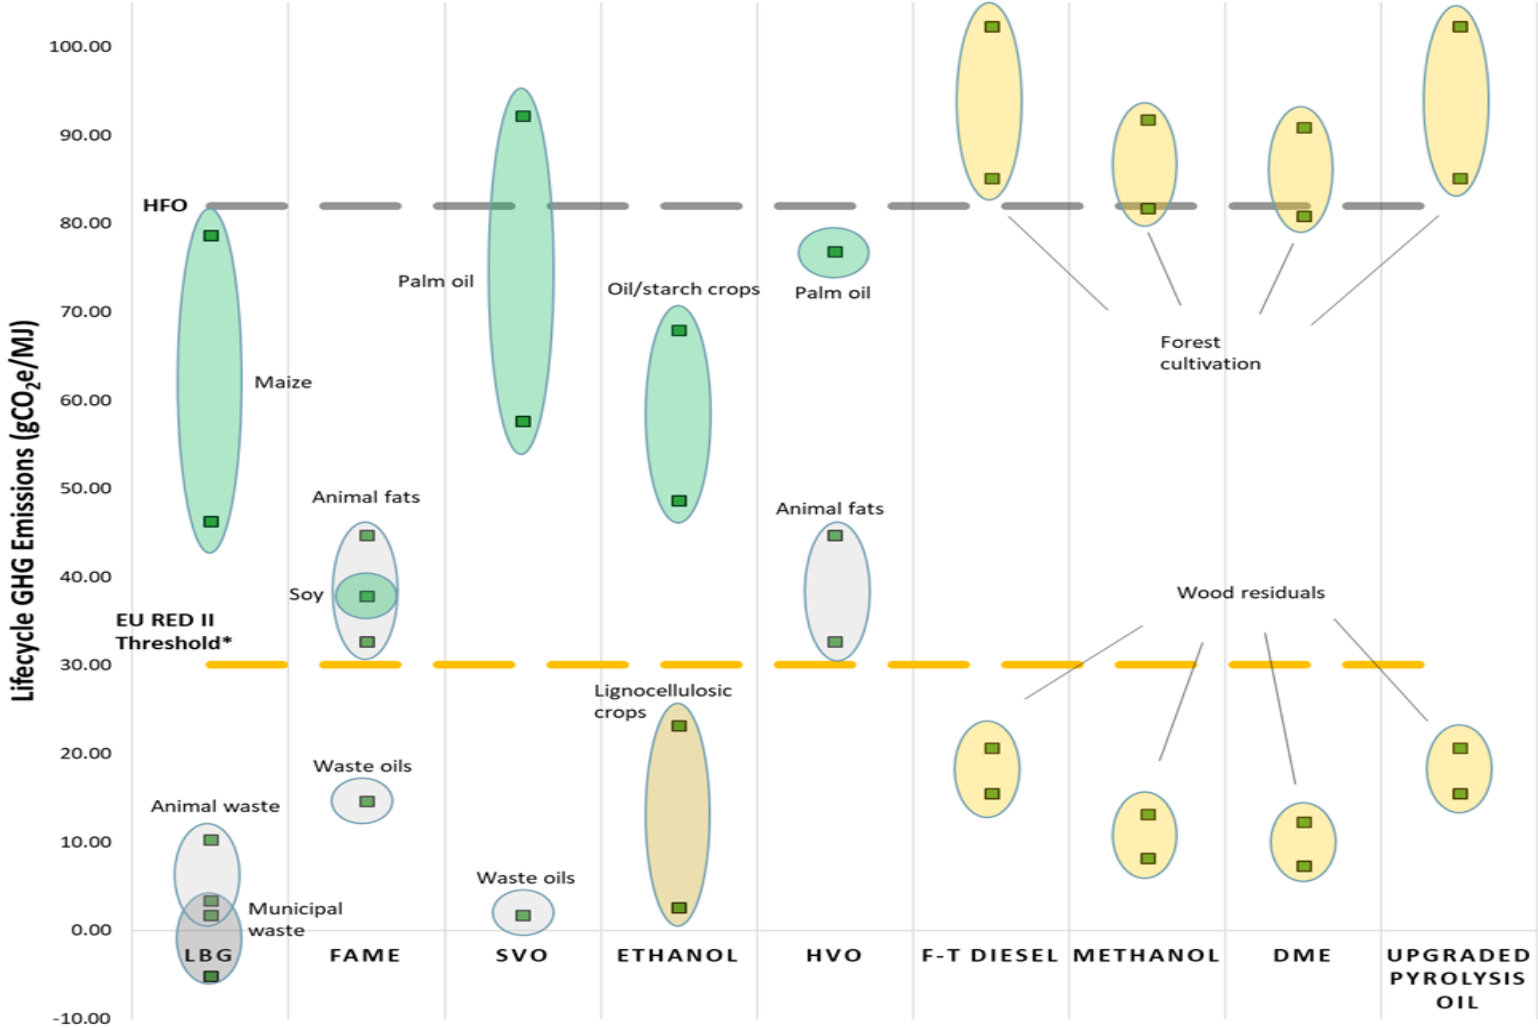 Lifecycle GHG Emissions (gCO₂e/MJ)
100.00
90.00
HFO
80.00
Palm oil
Oil/starch crops
Palm oil
70.00
Forest
cultivation
Maize
60.00
50.00
Animal fats
Animal fats
40.00
Soy
Wood residuals
EU RED II
Threshold*
30.00
Lignocellulosic
crops
20.00
Waste oils
Animal waste
10.00
Waste oils
Municipal
waste
0.00
LBG
FAME
SVO
ETHANOL
HVO
F-T DIESEL
METHANOL
DME
UPGRADED
PYROLYSIS
OIL
-10.00